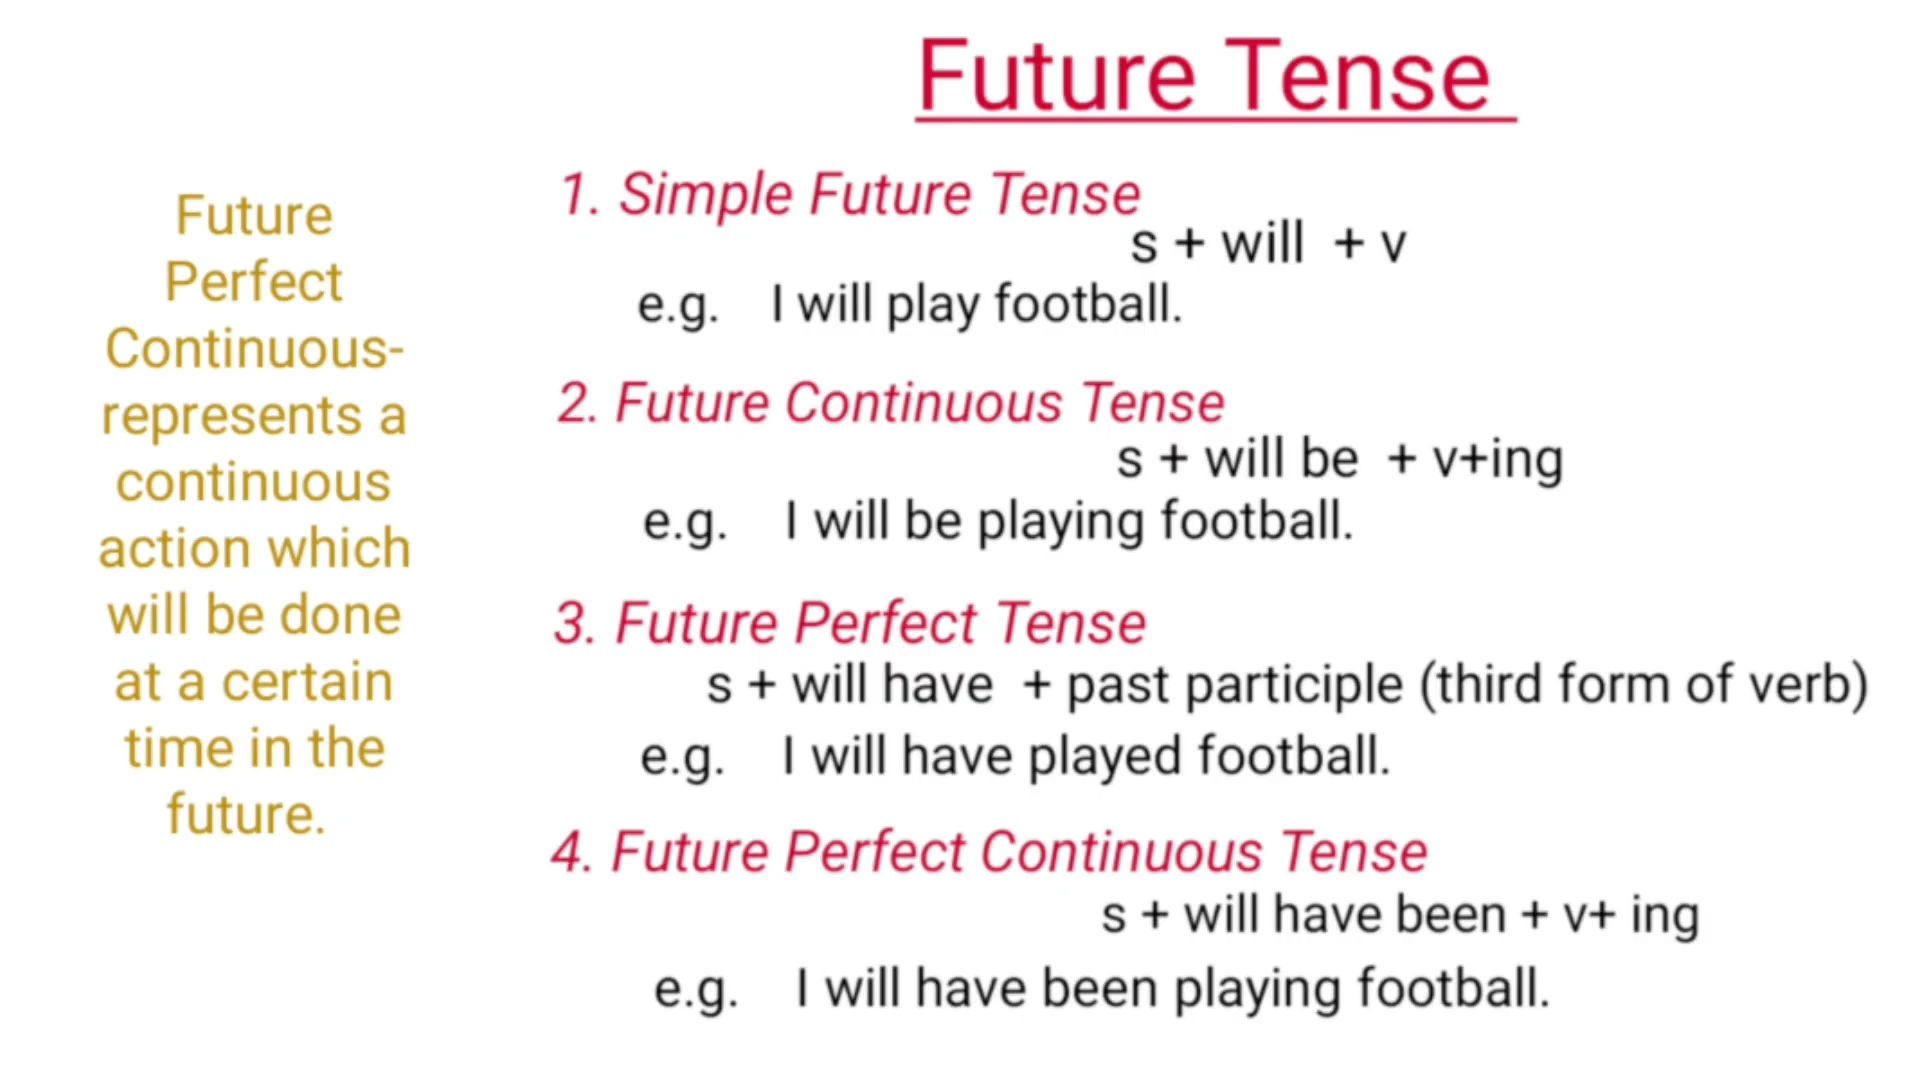 Future Tense
Future
Perfect
Continuous-
represents a
continuous
action which
will be done
at a certain
time in the
future.
1. Simple Future Tense
s + will + v
e.g. I will play football.
2. Future Continuous Tense
s + will be + v+ing
e.g. I will be playing football.
3. Future Perfect Tense
s + will have + past participle (third form of verb)
e.g. I will have played football.
4. Future Perfect Continuous Tense
s + will have been + v+ ing
e.g. I will have been playing football.